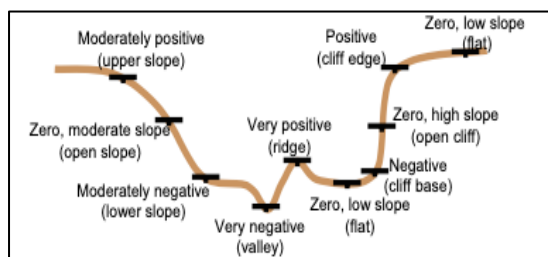 Moderately positive
(upper slope)
Zero, moderate slope
(open slope)
Moderately negative
(lower slope)
Very negative
(valley)
Very positive
(ridge)
Zero, low slope
(flat)
Negative
(cliff base)
Zero, high slope
(open cliff)
Positive
(cliff edge)
Zero, low slope
(flat)